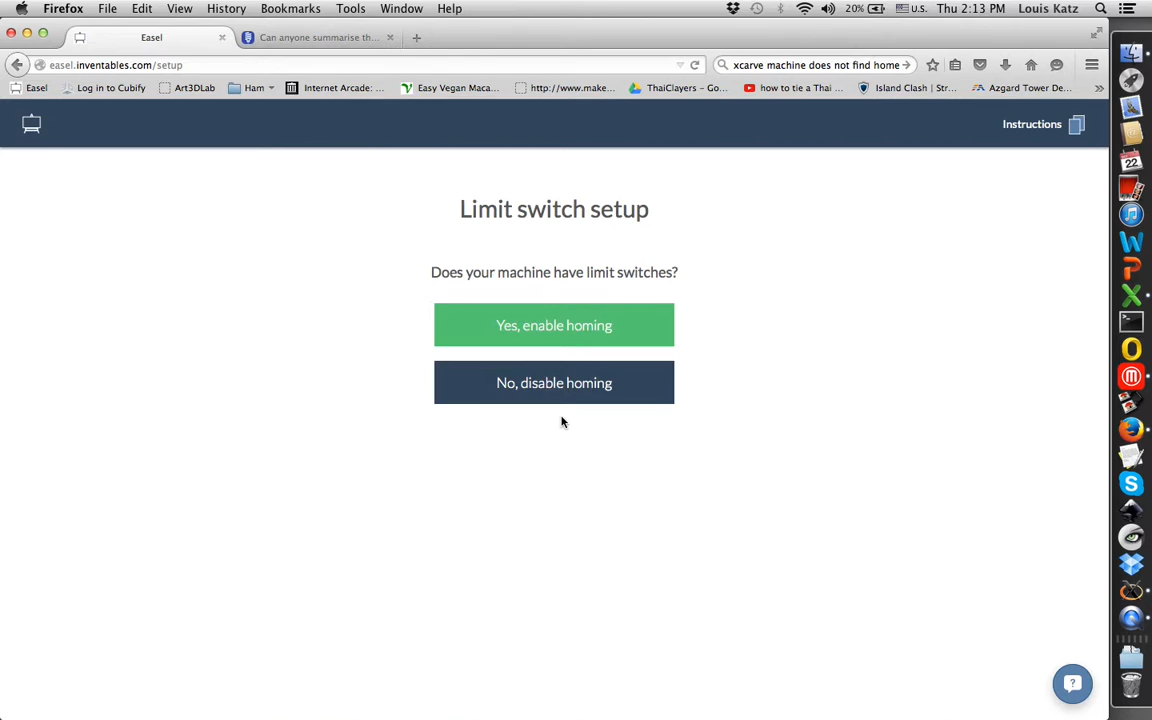 Firefox File Edit View History Bookmarks Tools Window Help 20% U.S. Thu 2:13 PM Louis Katz
Easel Can anyone summarise th...
easel.inventables.com/setup xcarve machine does not find home
Easel Log in to Cubify Art3DLab Ham Internet Arcade: ... Easy Vegan Maca... http://www.make... ThaiClayers – Go... how to tie a Thai ... Island Clash | Str... Azgard Tower De... »
Instructions
Limit switch setup
Does your machine have limit switches?
Yes, enable homing
No, disable homing